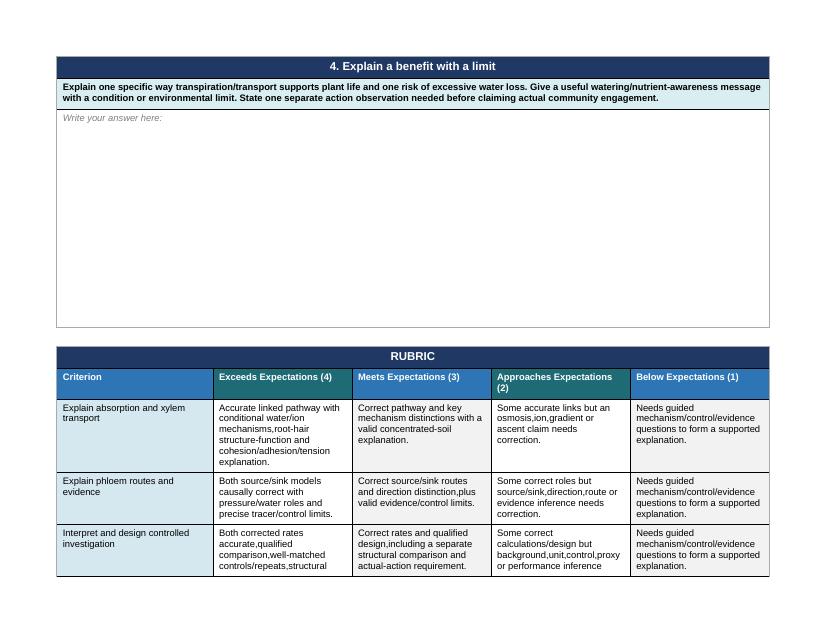 4. Explain a benefit with a limit
Explain one specific way transpiration/transport supports plant life and one risk of excessive water loss. Give a useful watering/nutrient-awareness message
with a condition or environmental limit. State one separate action observation needed before claiming actual community engagement.
Write your answer here:
RUBRIC
Criterion
Exceeds Expectations (4)
Meets Expectations (3)
Approaches Expectations
(2)
Below Expectations (1)
Explain absorption and xylem
transport
Accurate linked pathway with
conditional water/ion
mechanisms,root-hair
structure-function and
cohesion/adhesion/tension
explanation.
Correct pathway and key
mechanism distinctions with a
valid concentrated-soil
explanation.
Some accurate links but an
osmosis,ion,gradient or
ascent claim needs
correction.
Needs guided
mechanism/control/evidence
questions to form a supported
explanation.
Explain phloem routes and
evidence
Both source/sink models
causally correct with
pressure/water roles and
precise tracer/control limits.
Correct source/sink routes
and direction distinction,plus
valid evidence/control limits.
Some correct roles but
source/sink,direction,route or
evidence inference needs
correction.
Needs guided
mechanism/control/evidence
questions to form a supported
explanation.
Interpret and design controlled
investigation
Both corrected rates
accurate,qualified
comparison,well-matched
controls/repeats,structural
Correct rates and qualified
design,including a separate
structural comparison and
actual-action requirement.
Some correct
calculations/design but
background,unit,control,proxy
or performance inference
Needs guided
mechanism/control/evidence
questions to form a supported
explanation.